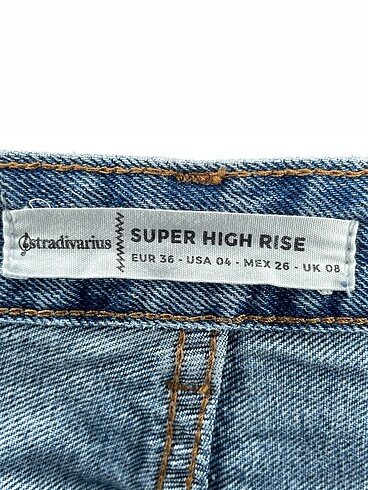 stradivarius
SUPER HIGH RISE
EUR 36 - USA 04 - MEX 26 - UK 08